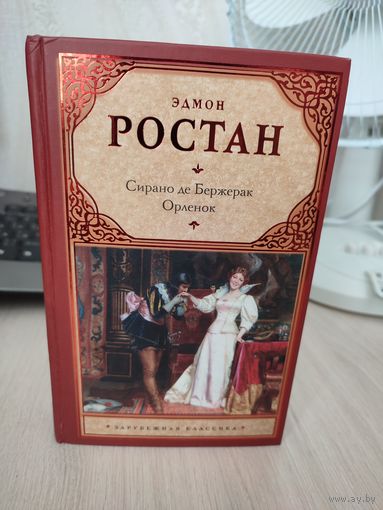 ЭДМОН
РОСТАН
Сирано де Бержерак
Орленок
ЗАРУБЕЖНАЯ КЛАССИКА
www.ay.by